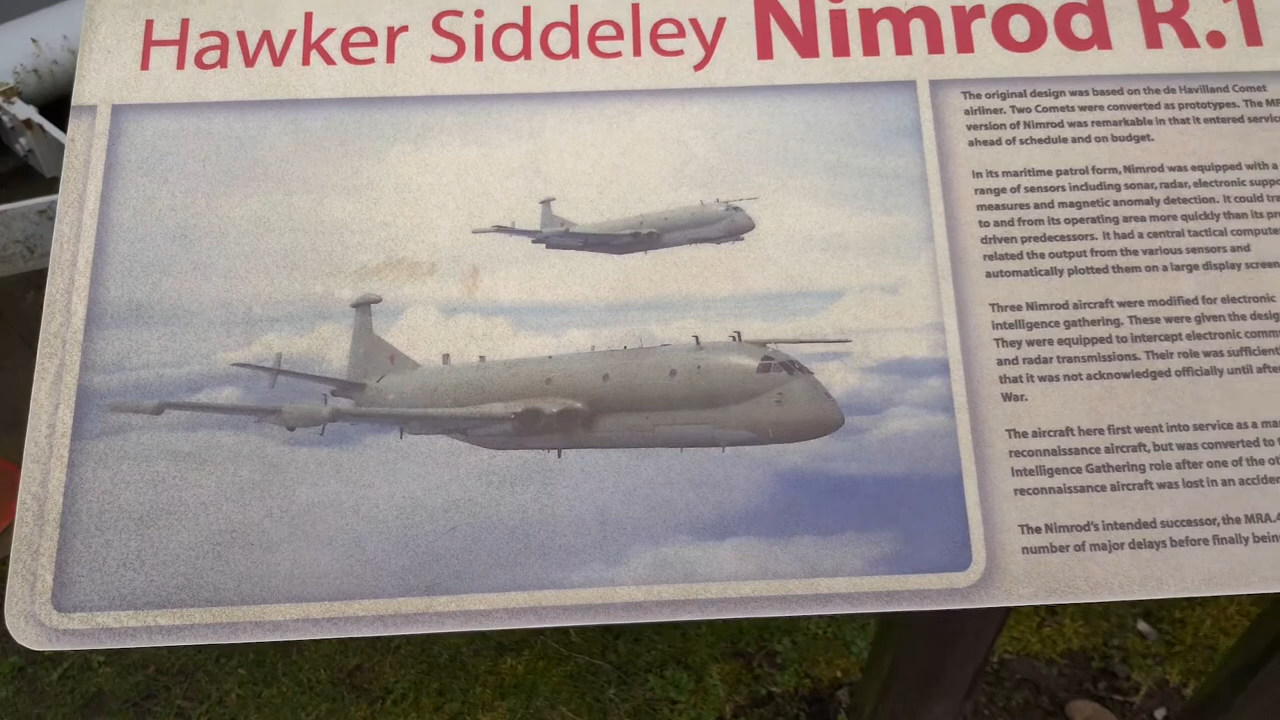 Hawker Siddeley Nimrod R.1
The original design was based on the de Havilland Comet
airliner. Two Comets were converted as prototypes. The
version of Nimrod was remarkable in that it entered
ahead of schedule and on budget.
In its maritime patrol form, Nimrod was equipped with a
range of sensors including sonar, radar, electronic
measures and magnetic anomaly detection. It could
to and from its operating area more quickly than its
driven predecessors. It had a central tactical
related the output from the various sensors and
automatically plotted them on a large display
Three Nimrod aircraft were modified for electronic
intelligence gathering. These were given the
They were equipped to intercept electronic
and radar transmissions. Their role was
that it was not acknowledged officially until
War.
The aircraft here first went into service as a
reconnaissance aircraft, but was converted to
Intelligence Gathering role after one of the
reconnaissance aircraft was lost in an
The Nimrod's intended successor, the
number of major delays before finally